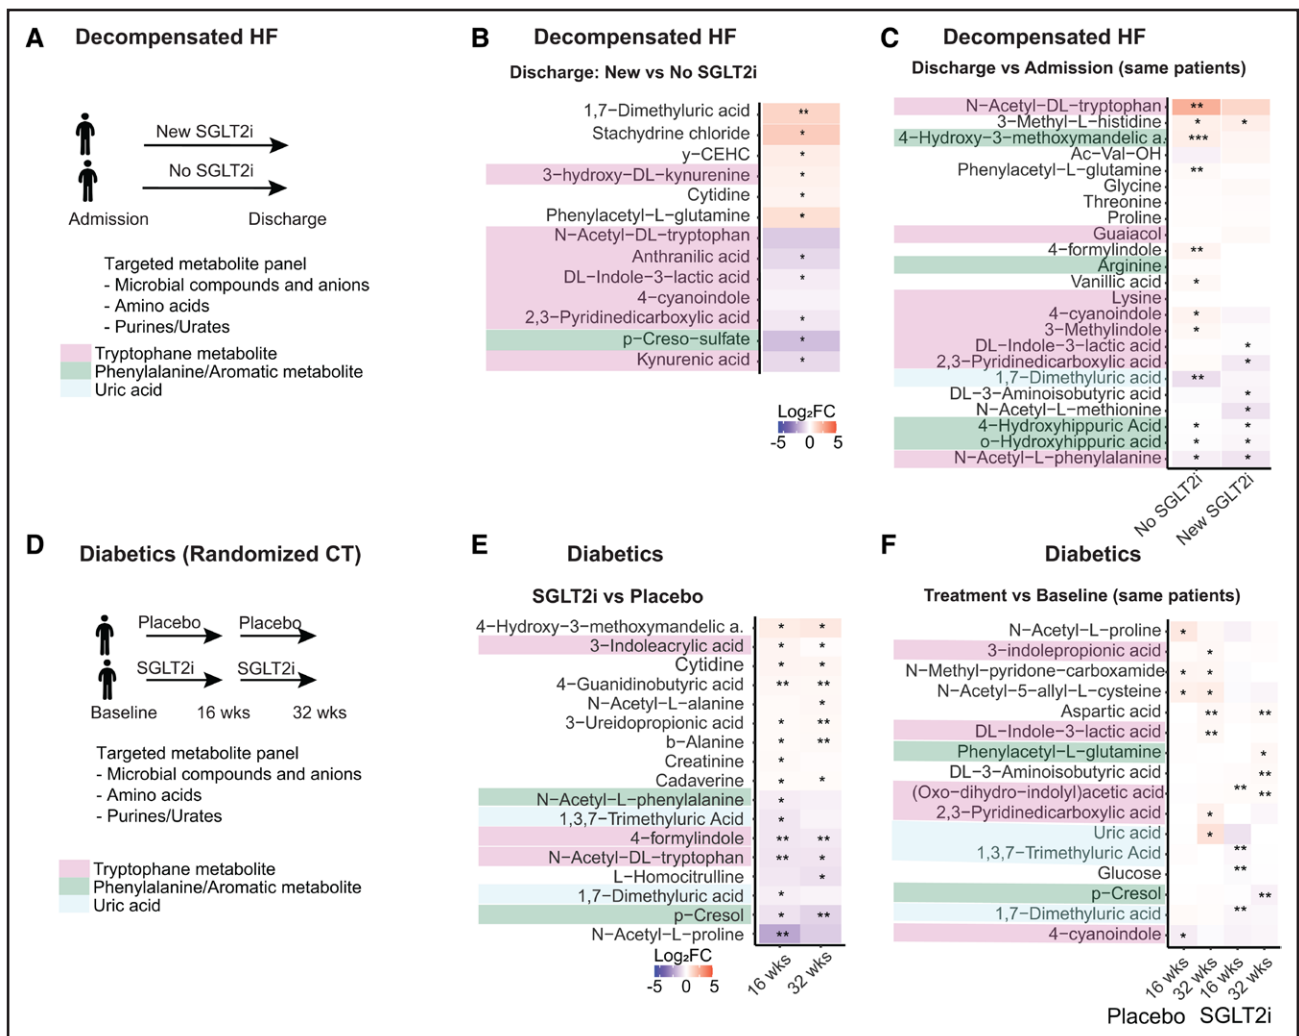 A Decompensated HF
New SGLT2i
No SGLT2i
Admission Discharge
Targeted metabolite panel
- Microbial compounds and anions
- Amino acids
- Purines/Urates
Tryptophane metabolite
Phenylalanine/Aromatic metabolite
Uric acid
B Decompensated HF
Discharge: New vs No SGLT2i
1,7−Dimethyluric acid **
Stachydrine chloride *
y−CEHC *
3−hydroxy−DL−kynurenine *
Cytidine *
Phenylacetyl−L−glutamine *
N−Acetyl−DL−tryptophan
Anthranilic acid *
DL−Indole−3−lactic acid *
4−cyanoindole
2,3−Pyridinedicarboxylic acid *
p−Creso−sulfate *
Kynurenic acid *
Log₂FC
-5 0 5
C Decompensated HF
Discharge vs Admission (same patients)
N−Acetyl−DL−tryptophan **
3−Methyl−L−histidine * *
4−Hydroxy−3−methoxymandelic a. ***
Ac−Val−OH
Phenylacetyl−L−glutamine **
Glycine
Threonine
Proline
Guaiacol
4−formylindole **
Arginine
Vanillic acid *
Lysine
4−cyanoindole *
3−Methylindole *
DL−Indole−3−lactic acid *
2,3−Pyridinedicarboxylic acid *
1,7−Dimethyluric acid **
DL−3−Aminoisobutyric acid *
N−Acetyl−L−methionine *
4−Hydroxyhippuric Acid * *
o−Hydroxyhippuric acid * *
N−Acetyl−L−phenylalanine * *
No SGLT2i
New SGLT2i
D Diabetics (Randomized CT)
Placebo Placebo
SGLT2i SGLT2i
Baseline 16 wks 32 wks
Targeted metabolite panel
- Microbial compounds and anions
- Amino acids
- Purines/Urates
Tryptophane metabolite
Phenylalanine/Aromatic metabolite
Uric acid
E Diabetics
SGLT2i vs Placebo
4−Hydroxy−3−methoxymandelic a. * *
3−Indoleacrylic acid * *
Cytidine * *
4−Guanidinobutyric acid ** **
N−Acetyl−L−alanine *
3−Ureidopropionic acid * **
b−Alanine * **
Creatinine *
Cadaverine * *
N−Acetyl−L−phenylalanine *
1,3,7−Trimethyluric Acid *
4−formylindole ** **
N−Acetyl−DL−tryptophan ** *
L−Homocitrulline *
1,7−Dimethyluric acid *
p−Cresol * **
N−Acetyl−L−proline **
Log₂FC
-5 0 5
16 wks
32 wks
F Diabetics
Treatment vs Baseline (same patients)
N−Acetyl−L−proline *
3−indolepropionic acid *
N−Methyl−pyridone−carboxamide * *
N−Acetyl−5−allyl−L−cysteine * *
Aspartic acid ** **
DL−Indole−3−lactic acid **
Phenylacetyl−L−glutamine *
DL−3−Aminoisobutyric acid **
(Oxo−dihydro−indolyl)acetic acid ** **
2,3−Pyridinedicarboxylic acid *
Uric acid *
1,3,7−Trimethyluric Acid **
Glucose **
p−Cresol **
1,7−Dimethyluric acid **
4−cyanoindole *
16 wks
32 wks
16 wks
32 wks
Placebo SGLT2i